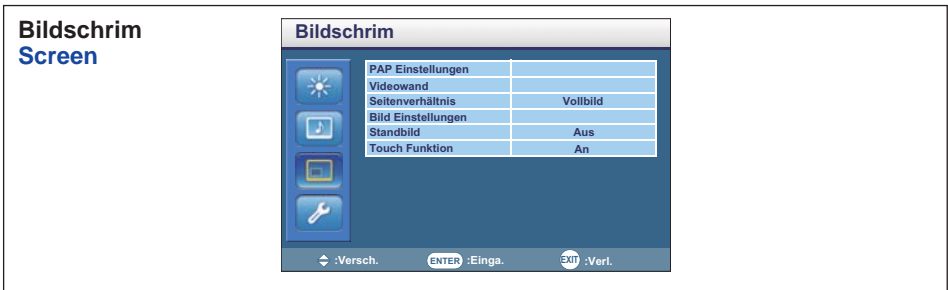 Bildschrim
Screen
Bildschrim
PAP Einstellungen
Videowand
Seitenverhältnis Vollbild
Bild Einstellungen
Standbild Aus
Touch Funktion An
:Versch. ENTER :Einga. EXIT :Verl.